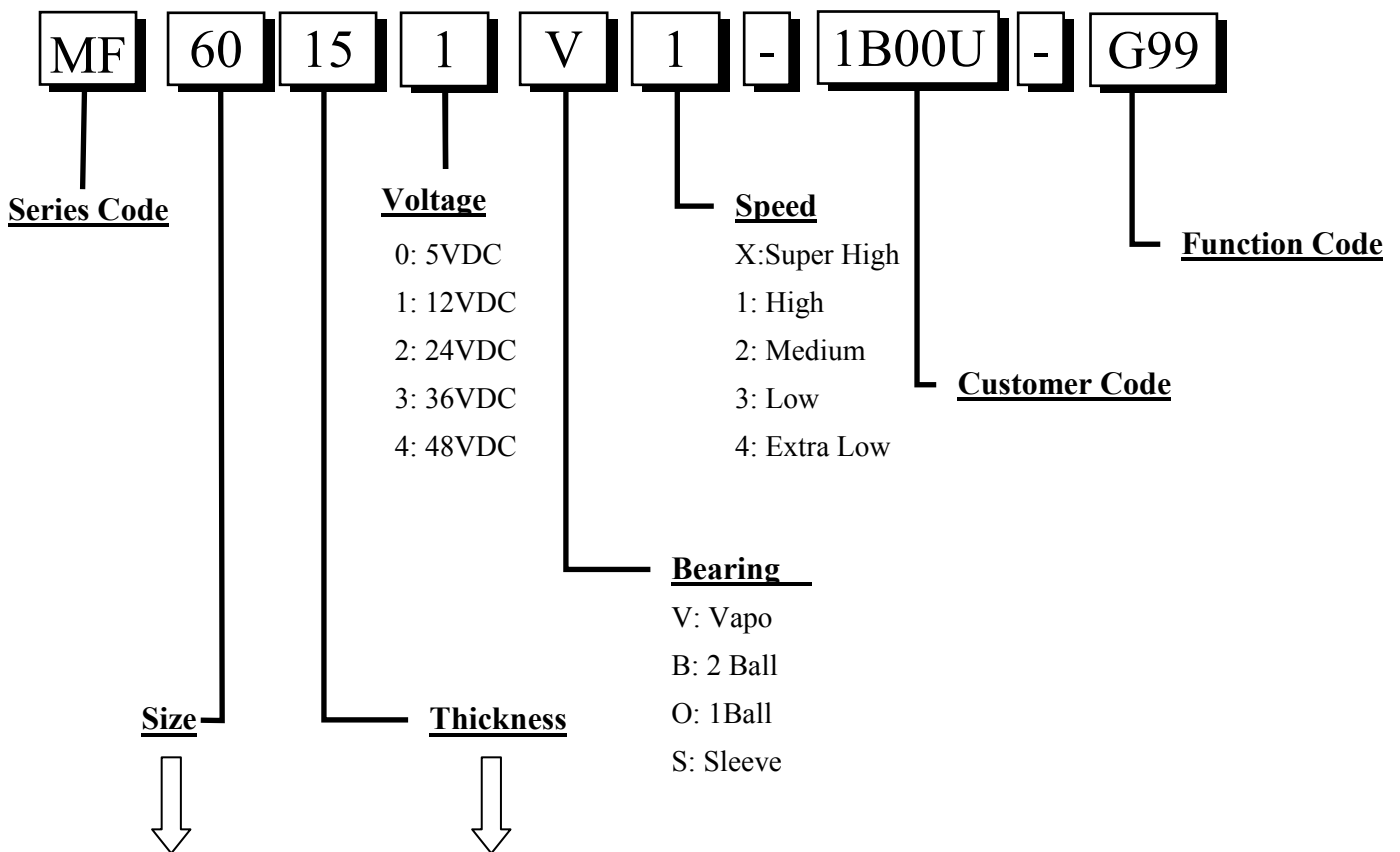 MF 60 15 1 V 1 - 1B00U - G99
Series Code
Voltage
0: 5VDC
1: 12VDC
2: 24VDC
3: 36VDC
4: 48VDC
Speed
X:Super High
1: High
2: Medium
3: Low
4: Extra Low
Function Code
Customer Code
Bearing
V: Vapo
B: 2 Ball
O: 1Ball
S: Sleeve
Size
Thickness